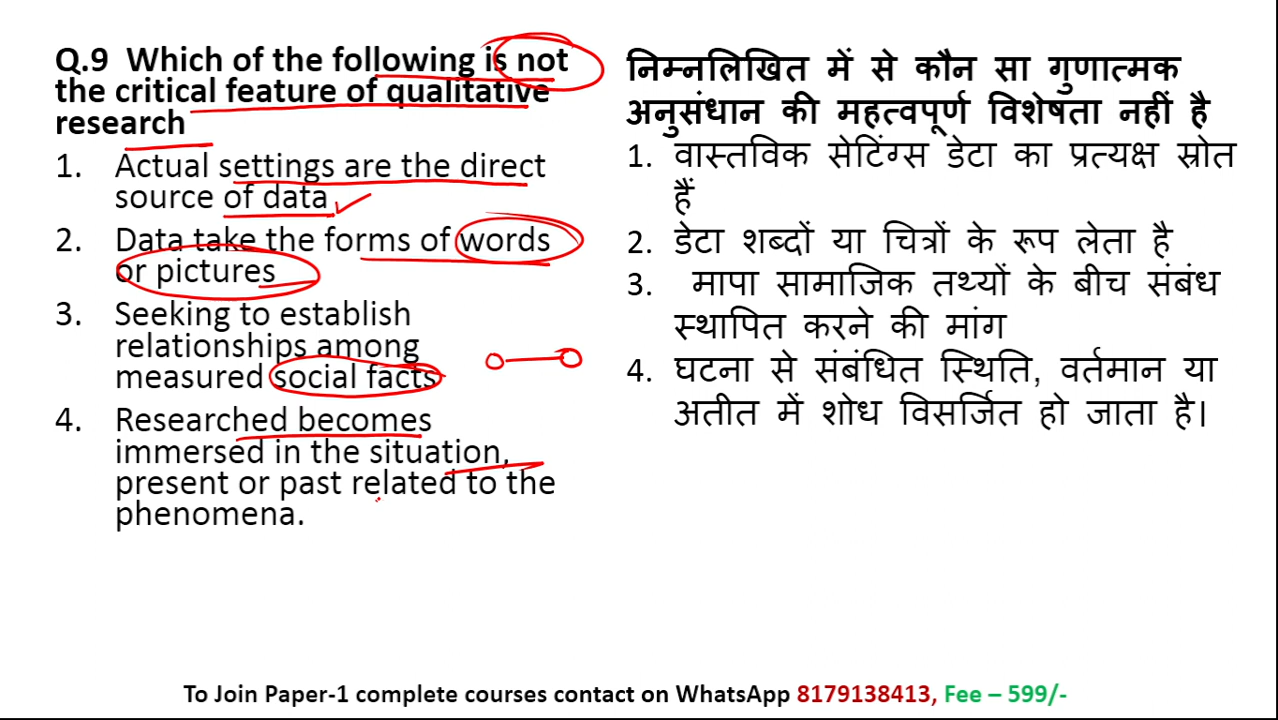 Q.9 Which of the following is not
the critical feature of qualitative
research
1. Actual settings are the direct
source of data
2. Data take the forms of words
or pictures
3. Seeking to establish
relationships among
measured social facts
4. Researched becomes
immersed in the situation,
present or past related to the
phenomena.
निम्नलिखित में से कौन सा गुणात्मक
अनुसंधान की महत्वपूर्ण विशेषता नहीं है
1. वास्तविक सेटिंग्स डेटा का प्रत्यक्ष स्रोत
हैं
2. डेटा शब्दों या चित्रों के रूप लेता है
3. मापा सामाजिक तथ्यों के बीच संबंध
स्थापित करने की मांग
4. घटना से संबंधित स्थिति, वर्तमान या
अतीत में शोध विसर्जित हो जाता है।
To Join Paper-1 complete courses contact on WhatsApp 8179138413, Fee – 599/-